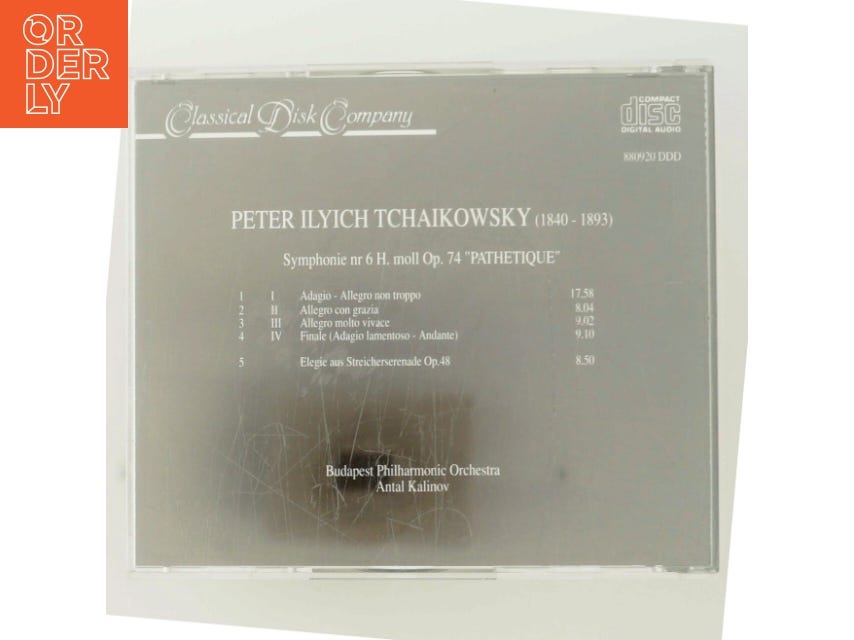 ORDERLY
Classical Disk Company
COMPACT
disc
DIGITAL AUDIO
880920 DDD
PETER ILYICH TCHAIKOWSKY (1840 - 1893)
Symphonie nr 6 H. moll Op. 74 "PATHETIQUE"
1 I Adagio - Allegro non troppo 17.58
2 II Allegro con grazia 8.04
3 III Allegro molto vivace 9.02
4 IV Finale (Adagio lamentoso - Andante) 9.10
5 Elegie aus Streicherserenade Op.48 8.50
Budapest Philharmonic Orchestra
Antal Kalinov